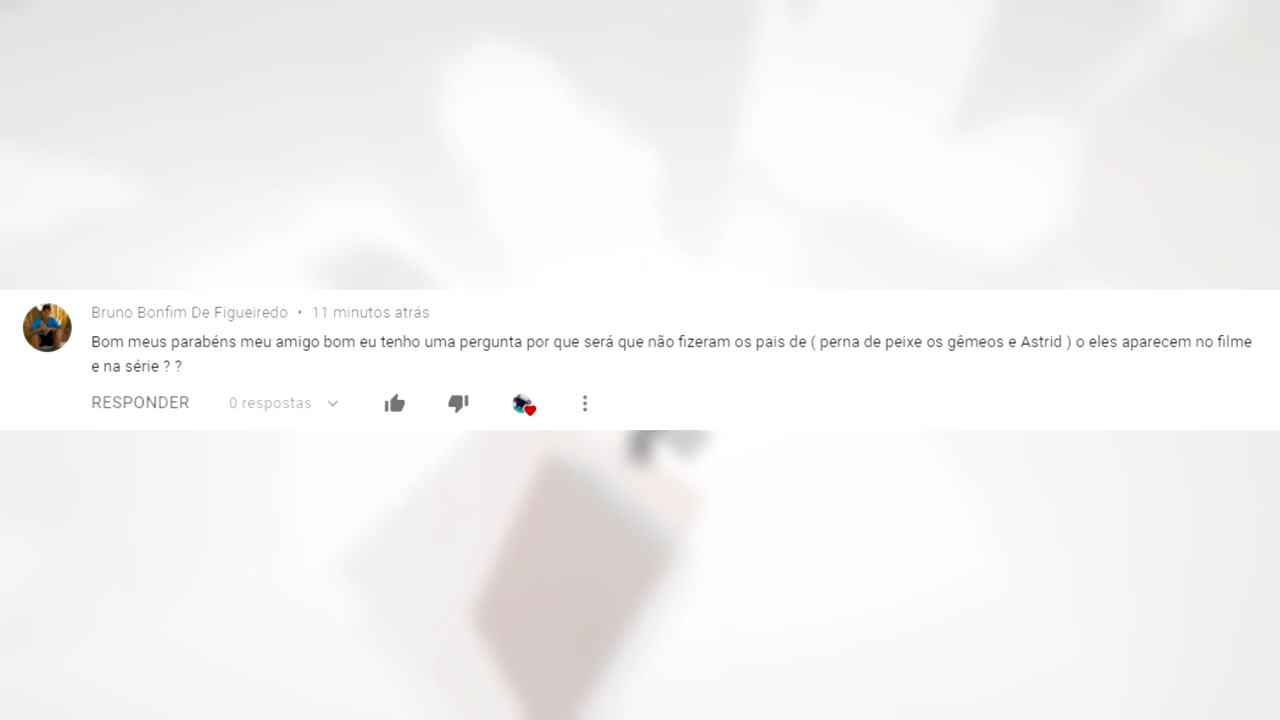 Bruno Bonfim De Figueiredo • 11 minutos atrás
Bom meus parabéns meu amigo bom eu tenho uma pergunta por que será que não fizeram os pais de ( perna de peixe os gêmeos e Astrid ) o eles aparecem no filme
e na série ? ?
RESPONDER 0 respostas